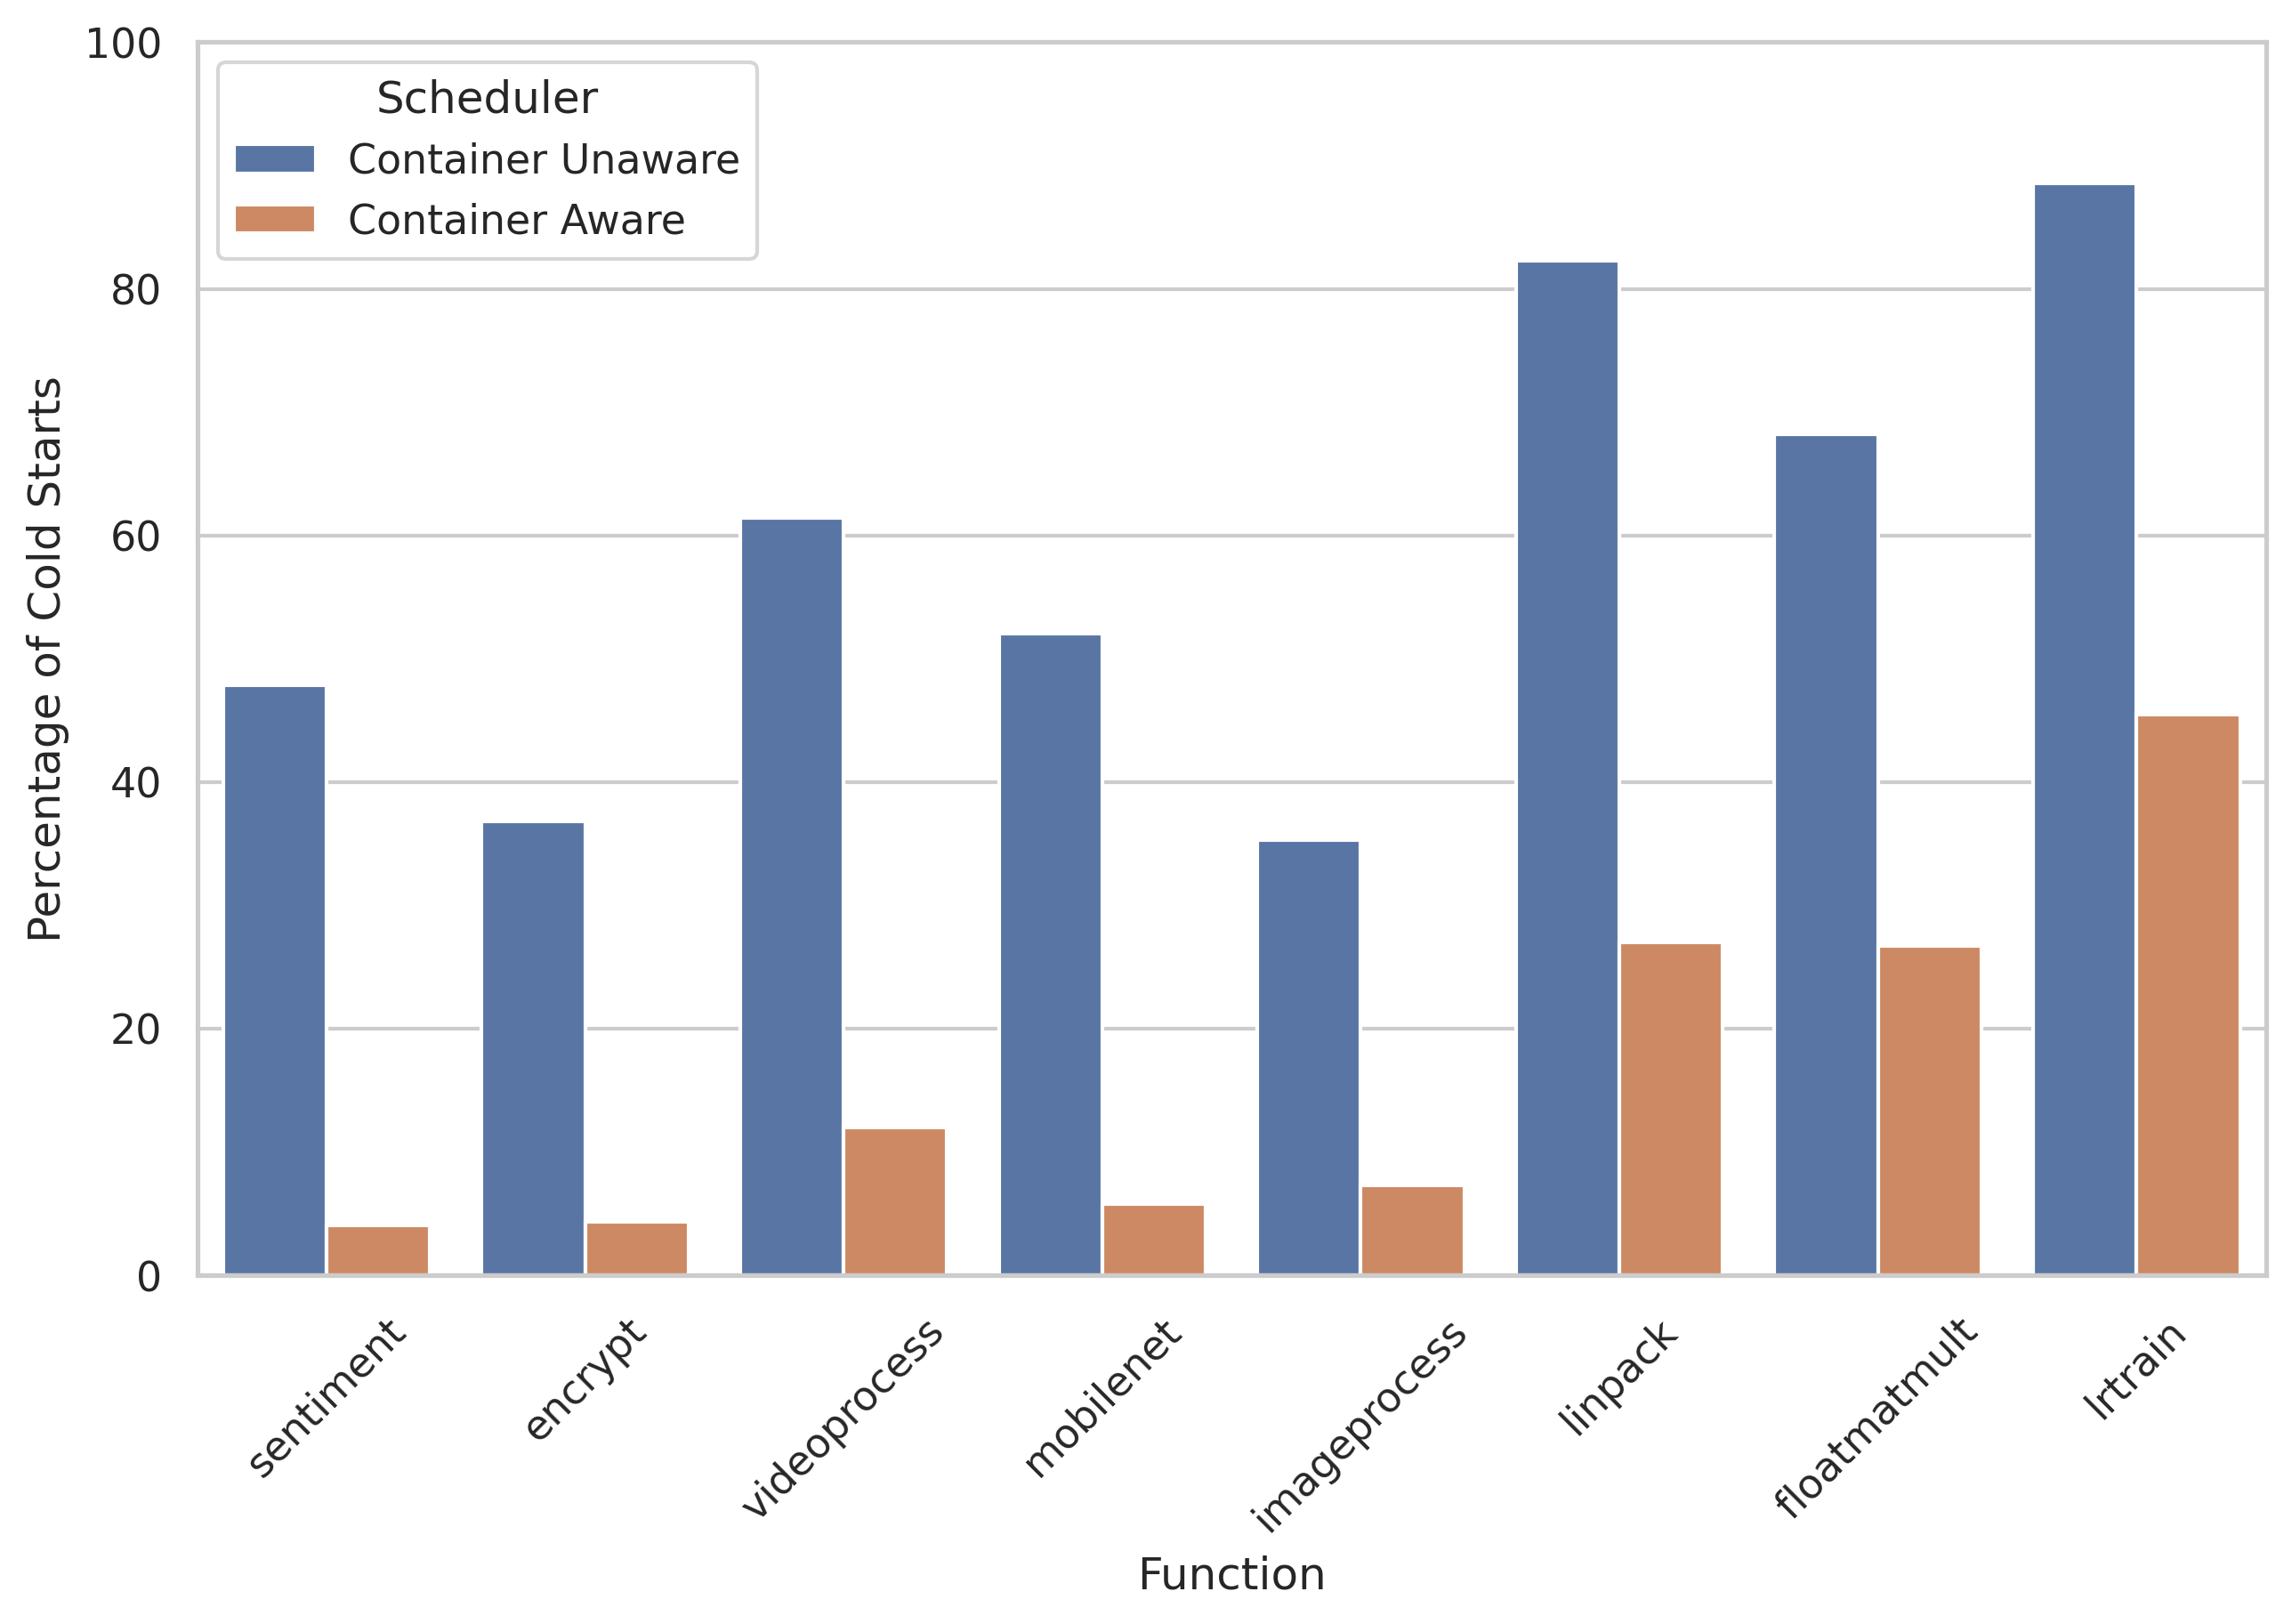 100
80
60
40
20
0
Percentage of Cold Starts
Scheduler
Container Unaware
Container Aware
sentiment
encrypt
videoprocess
mobilenet
imageprocess
linpack
floatmatmult
lrtrain
Function